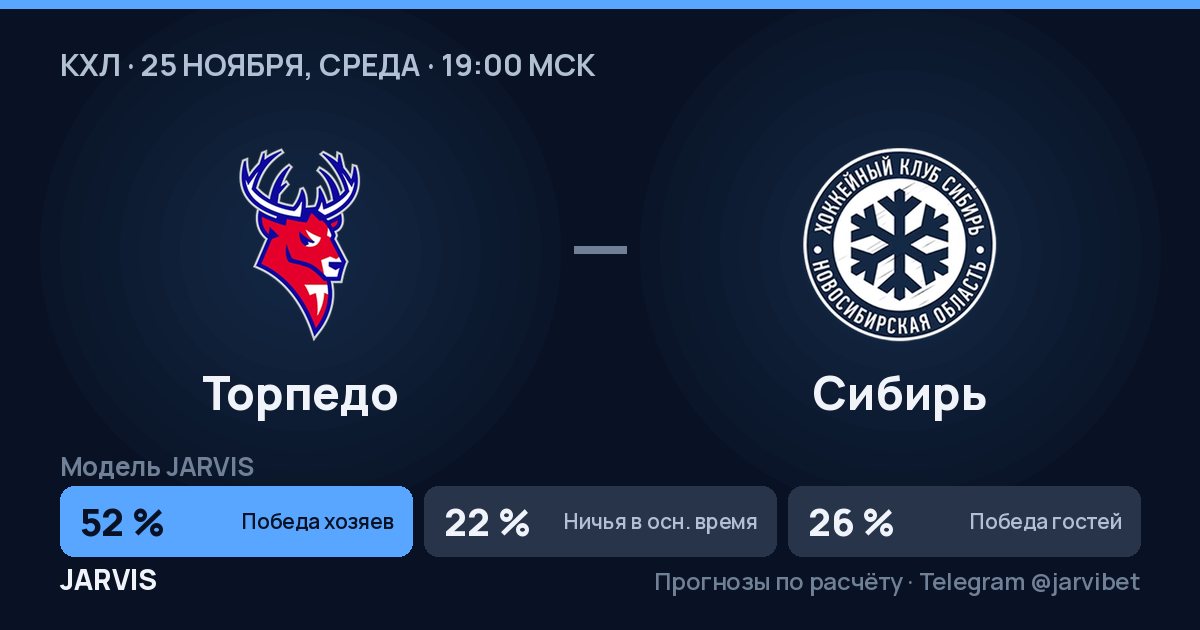 КХЛ · 25 НОЯБРЯ, СРЕДА · 19:00 МСК
ХОККЕЙНЫЙ КЛУБ СИБИРЬ
НОВОСИБИРСКАЯ ОБЛАСТЬ
Т
—
Торпедо
Сибирь
Модель JARVIS
52 % Победа хозяев
22 % Ничья в осн. время
26 % Победа гостей
JARVIS
Прогнозы по расчёту · Telegram @jarvibet